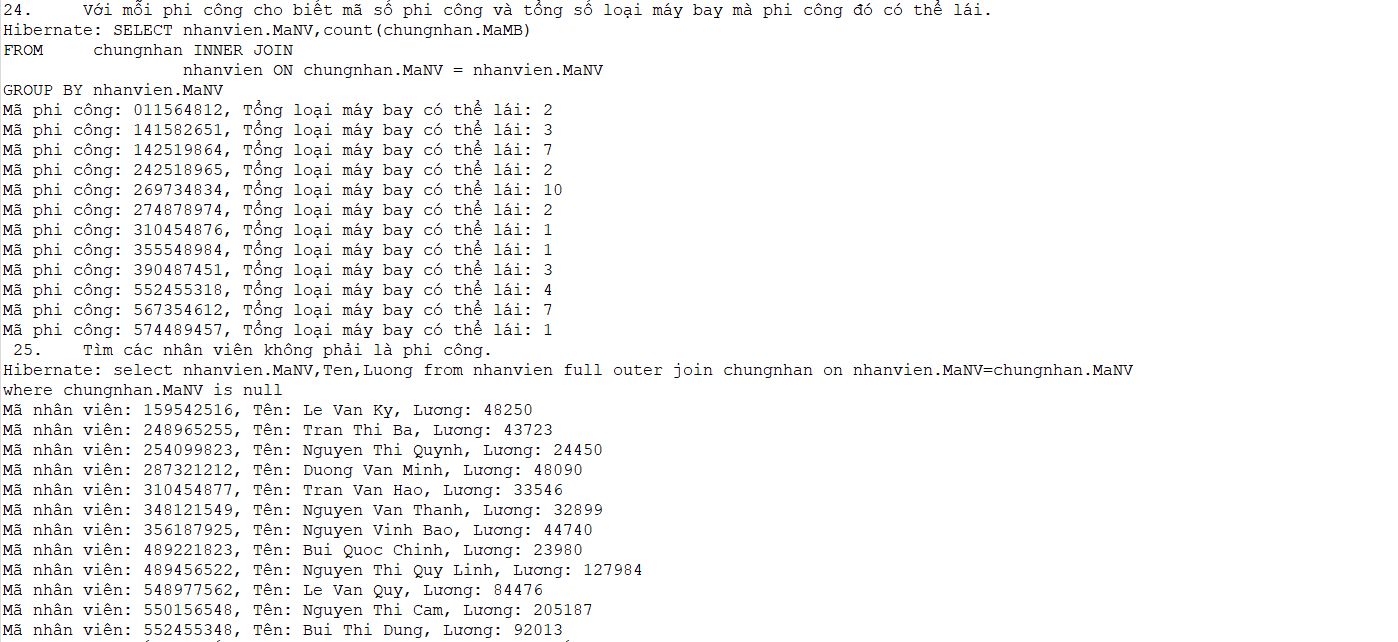 24. Với mỗi phi công cho biết mã số phi công và tổng số loại máy bay mà phi công đó có thể lái.
Hibernate: SELECT nhanvien.MaNV,count(chungnhan.MaMB)
FROM chungnhan INNER JOIN
nhanvien ON chungnhan.MaNV = nhanvien.MaNV
GROUP BY nhanvien.MaNV
Mã phi công: 011564812, Tổng loại máy bay có thể lái: 2
Mã phi công: 141582651, Tổng loại máy bay có thể lái: 3
Mã phi công: 142519864, Tổng loại máy bay có thể lái: 7
Mã phi công: 242518965, Tổng loại máy bay có thể lái: 2
Mã phi công: 269734834, Tổng loại máy bay có thể lái: 10
Mã phi công: 274878974, Tổng loại máy bay có thể lái: 2
Mã phi công: 310454876, Tổng loại máy bay có thể lái: 1
Mã phi công: 355548984, Tổng loại máy bay có thể lái: 1
Mã phi công: 390487451, Tổng loại máy bay có thể lái: 3
Mã phi công: 552455318, Tổng loại máy bay có thể lái: 4
Mã phi công: 567354612, Tổng loại máy bay có thể lái: 7
Mã phi công: 574489457, Tổng loại máy bay có thể lái: 1
25. Tìm các nhân viên không phải là phi công.
Hibernate: select nhanvien.MaNV,Ten,Luong from nhanvien full outer join chungnhan on nhanvien.MaNV=chungnhan.MaNV
where chungnhan.MaNV is null
Mã nhân viên: 159542516, Tên: Le Van Ky, Lương: 48250
Mã nhân viên: 248965255, Tên: Tran Thi Ba, Lương: 43723
Mã nhân viên: 254099823, Tên: Nguyen Thi Quynh, Lương: 24450
Mã nhân viên: 287321212, Tên: Duong Van Minh, Lương: 48090
Mã nhân viên: 310454877, Tên: Tran Van Hao, Lương: 33546
Mã nhân viên: 348121549, Tên: Nguyen Van Thanh, Lương: 32899
Mã nhân viên: 356187925, Tên: Nguyen Vinh Bao, Lương: 44740
Mã nhân viên: 489221823, Tên: Bui Quoc Chinh, Lương: 23980
Mã nhân viên: 489456522, Tên: Nguyen Thi Quy Linh, Lương: 127984
Mã nhân viên: 548977562, Tên: Le Van Quy, Lương: 84476
Mã nhân viên: 550156548, Tên: Nguyen Thi Cam, Lương: 205187
Mã nhân viên: 552455348, Tên: Bui Thi Dung, Lương: 92013